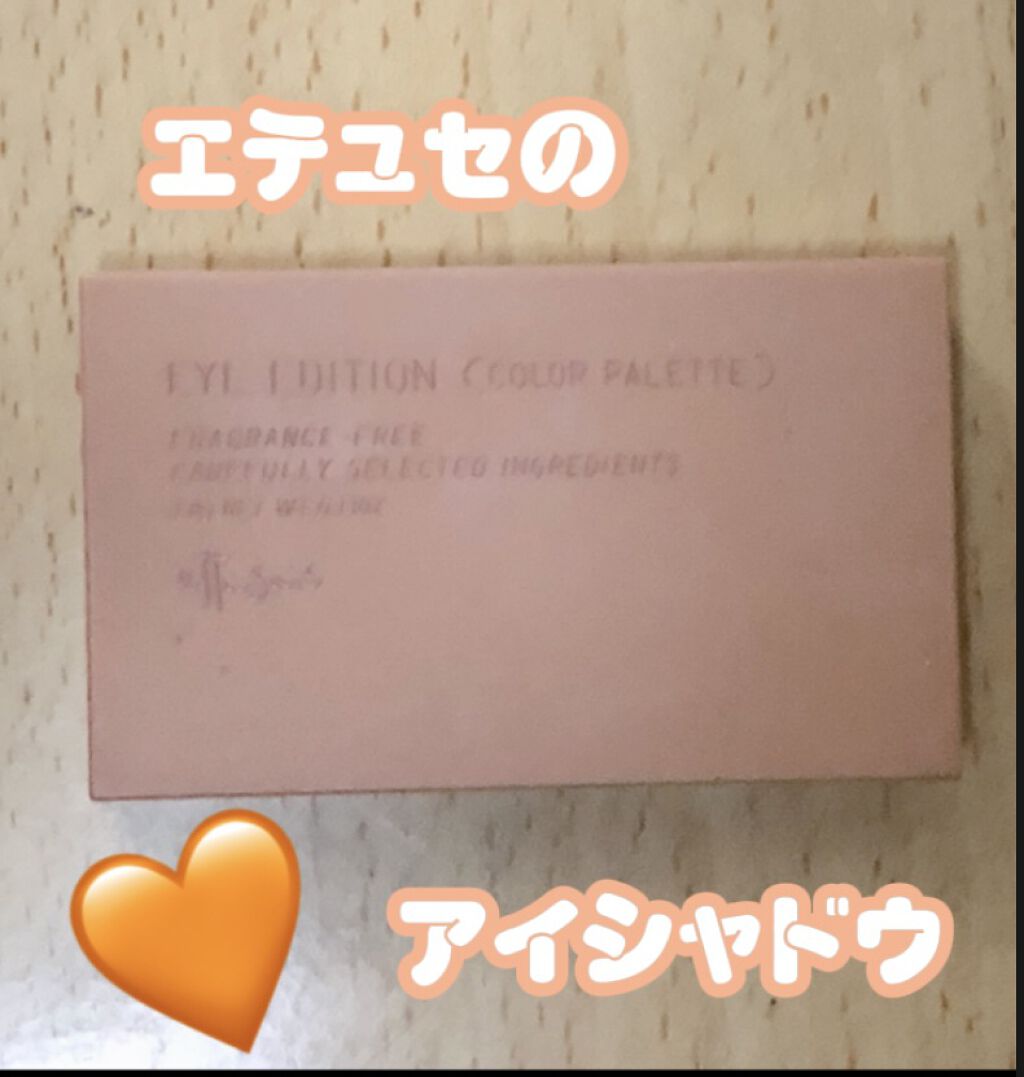 エテュセの
EYE EDITION (COLOR PALETTE)
FRAGRANCE FREE
CAREFULLY SELECTED INGREDIENTS
アイシャドウ